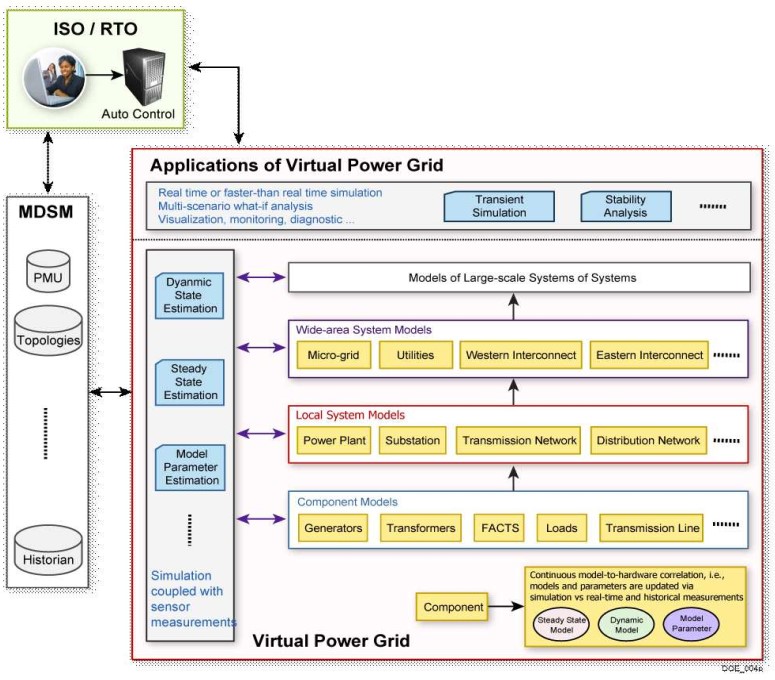 ISO / RTO
Auto Control
MDSM
PMU
Topologies
Historian
Applications of Virtual Power Grid
Real time or faster-than real time simulation
Multi-scenario what-if analysis
Visualization, monitoring, diagnostic ...
Transient
Simulation
Stability
Analysis
Dyanmic
State
Estimation
Steady
State
Estimation
Model
Parameter
Estimation
Simulation
coupled with
sensor
measurements
Models of Large-scale Systems of Systems
Wide-area System Models
Micro-grid
Utilities
Western Interconnect
Eastern Interconnect
Local System Models
Power Plant
Substation
Transmission Network
Distribution Network
Component Models
Generators
Transformers
FACTS
Loads
Transmission Line
Component
Continuous model-to-hardware correlation, i.e.,
models and parameters are updated via
simulation vs real-time and historical measurements
Steady State
Model
Dynamic
Model
Model
Parameter
Virtual Power Grid